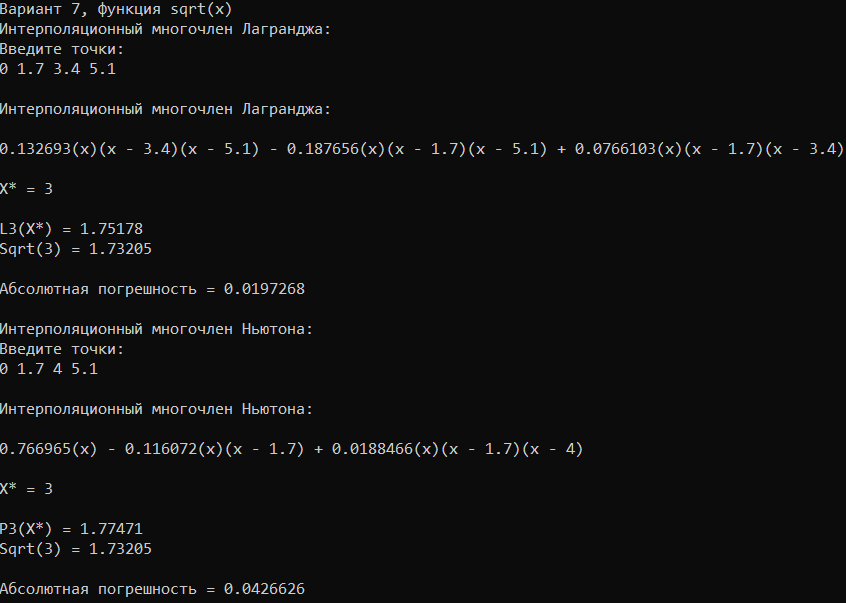 Вариант 7, функция sqrt(x)
Интерполяционный многочлен Лагранджа:
Введите точки:
0 1.7 3.4 5.1
Интерполяционный многочлен Лагранджа:
0.132693(x)(x - 3.4)(x - 5.1) - 0.187656(x)(x - 1.7)(x - 5.1) + 0.0766103(x)(x - 1.7)(x - 3.4)
X* = 3
L3(X*) = 1.75178
Sqrt(3) = 1.73205
Абсолютная погрешность = 0.0197268
Интерполяционный многочлен Ньютона:
Введите точки:
0 1.7 4 5.1
Интерполяционный многочлен Ньютона:
0.766965(x) - 0.116072(x)(x - 1.7) + 0.0188466(x)(x - 1.7)(x - 4)
X* = 3
P3(X*) = 1.77471
Sqrt(3) = 1.73205
Абсолютная погрешность = 0.0426626